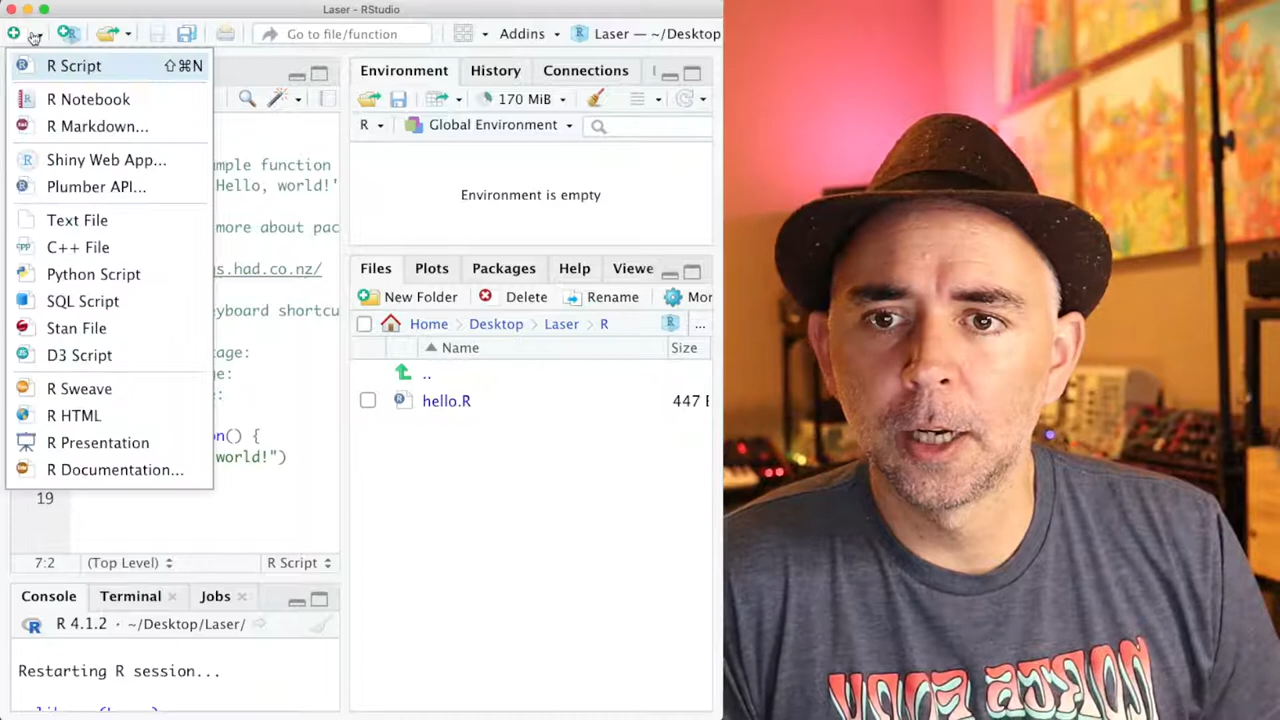 Laser - RStudio
Go to file/function
Addins
Laser — ~/Desktop
R Script ⇧⌘N
R Notebook
R Markdown...
Shiny Web App...
Plumber API...
Text File
C++ File
Python Script
SQL Script
Stan File
D3 Script
R Sweave
R HTML
R Presentation
R Documentation...
mple function
Hello, world!'
more about pac
gs.had.co.nz/
eyboard shortcu
age:
ge:
:
on() {
world!")
19
7:2 (Top Level) R Script
Console Terminal Jobs
R 4.1.2 · ~/Desktop/Laser/
Restarting R session...
Environment History Connections
170 MiB
R Global Environment
Environment is empty
Files Plots Packages Help Viewe
New Folder Delete Rename Mor
Home Desktop Laser R ...
Name Size
..
hello.R 447